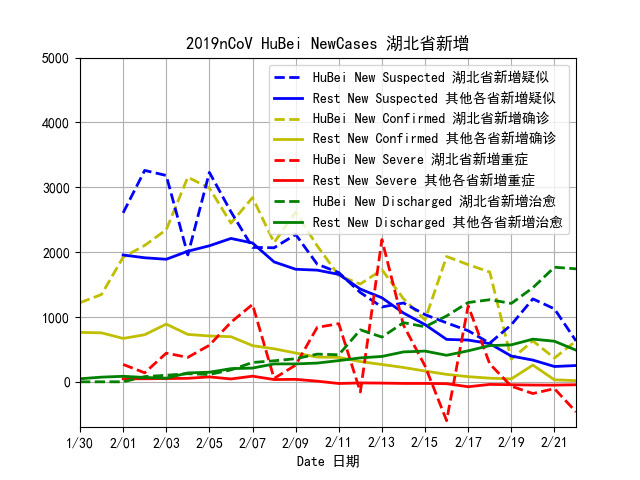 2019nCoV HuBei NewCases 湖北省新增
5000
4000
3000
2000
1000
0
HuBei New Suspected 湖北省新增疑似
Rest New Suspected 其他各省新增疑似
HuBei New Confirmed 湖北省新增确诊
Rest New Confirmed 其他各省新增确诊
HuBei New Severe 湖北省新增重症
Rest New Severe 其他各省新增重症
HuBei New Discharged 湖北省新增治愈
Rest New Discharged 其他各省新增治愈
1/30 2/01 2/03 2/05 2/07 2/09 2/11 2/13 2/15 2/17 2/19 2/21
Date 日期